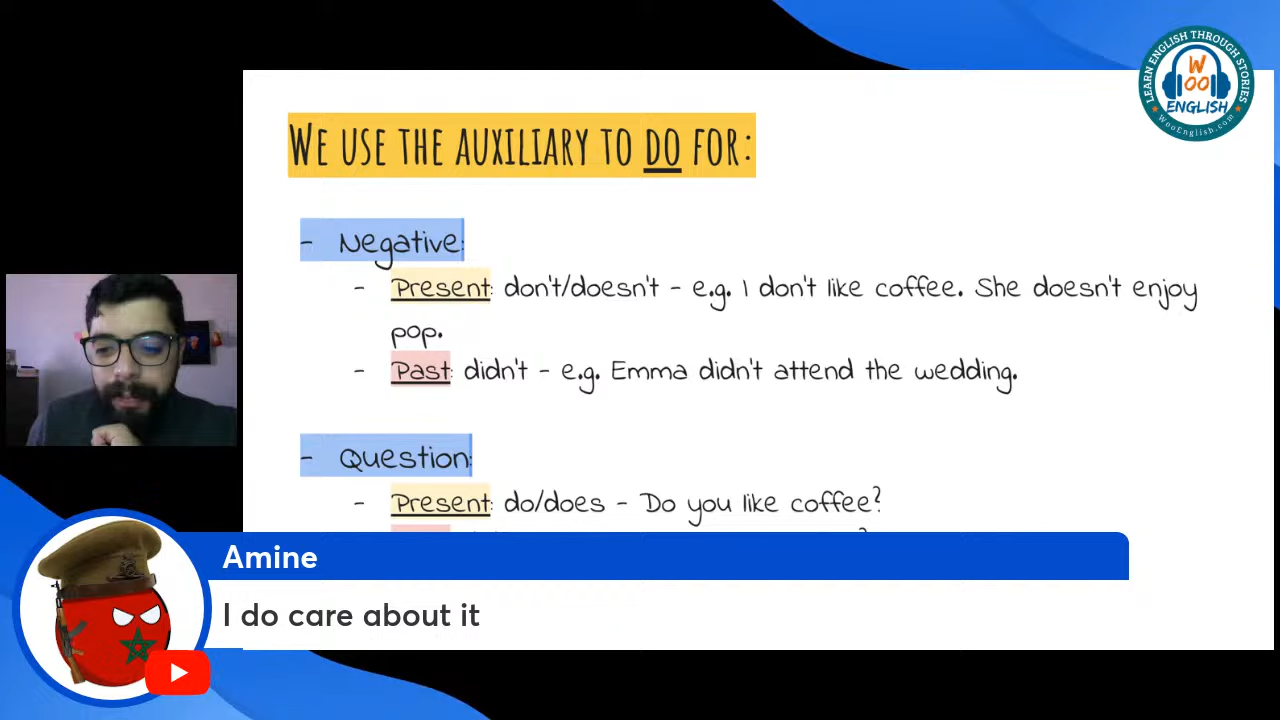 LEARN ENGLISH THROUGH STORIES
W
OO
ENGLISH
WooEnglish.com
WE USE THE AUXILIARY TO DO FOR:
- Negative:
- Present: don't/doesn't - e.g. I don't like coffee. She doesn't enjoy
pop.
- Past: didn't - e.g. Emma didn't attend the wedding.
- Question:
- Present: do/does - Do you like coffee?
Amine
I do care about it